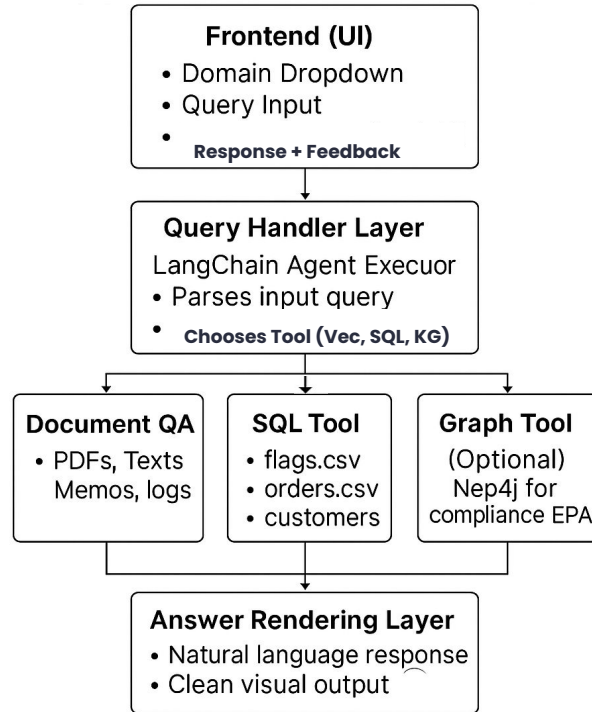 Frontend (UI)
• Domain Dropdown
• Query Input
•
Response + Feedback
Query Handler Layer
LangChain Agent Execuor
• Parses input query
•
Chooses Tool (Vec, SQL, KG)
Document QA
• PDFs, Texts
Memos, logs
SQL Tool
• flags.csv
• orders.csv
• customers
Graph Tool
(Optional)
Nep4j for
compliance EPA
Answer Rendering Layer
• Natural language response
• Clean visual output